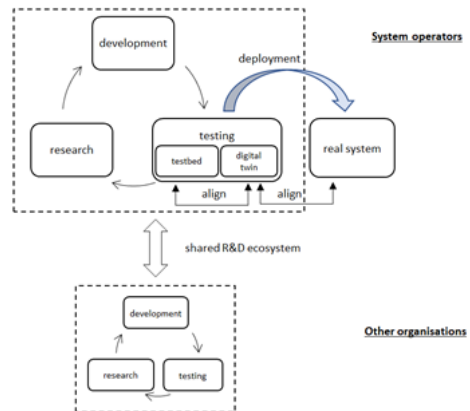 System operators
development
deployment
testing
research
testbed
digital
twin
real system
align
align
shared R&D ecosystem
development
Other organisations
research
testing